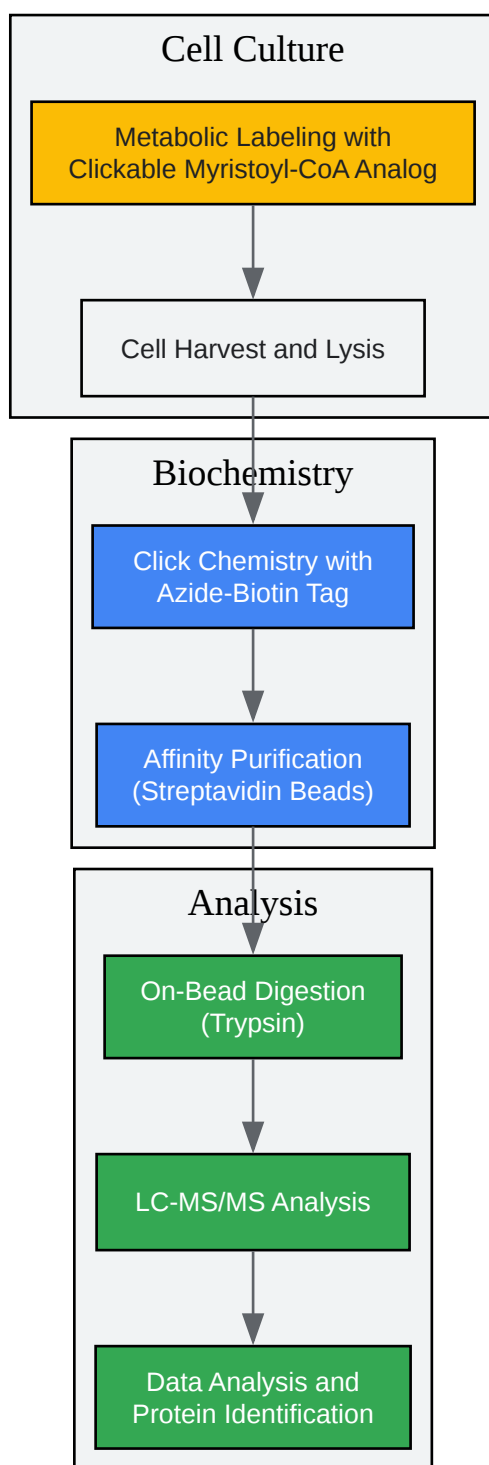 Cell Culture
Metabolic Labeling with
Clickable Myristoyl-CoA Analog
Cell Harvest and Lysis
Biochemistry
Click Chemistry with
Azide-Biotin Tag
Affinity Purification
(Streptavidin Beads)
Analysis
On-Bead Digestion
(Trypsin)
LC-MS/MS Analysis
Data Analysis and
Protein Identification